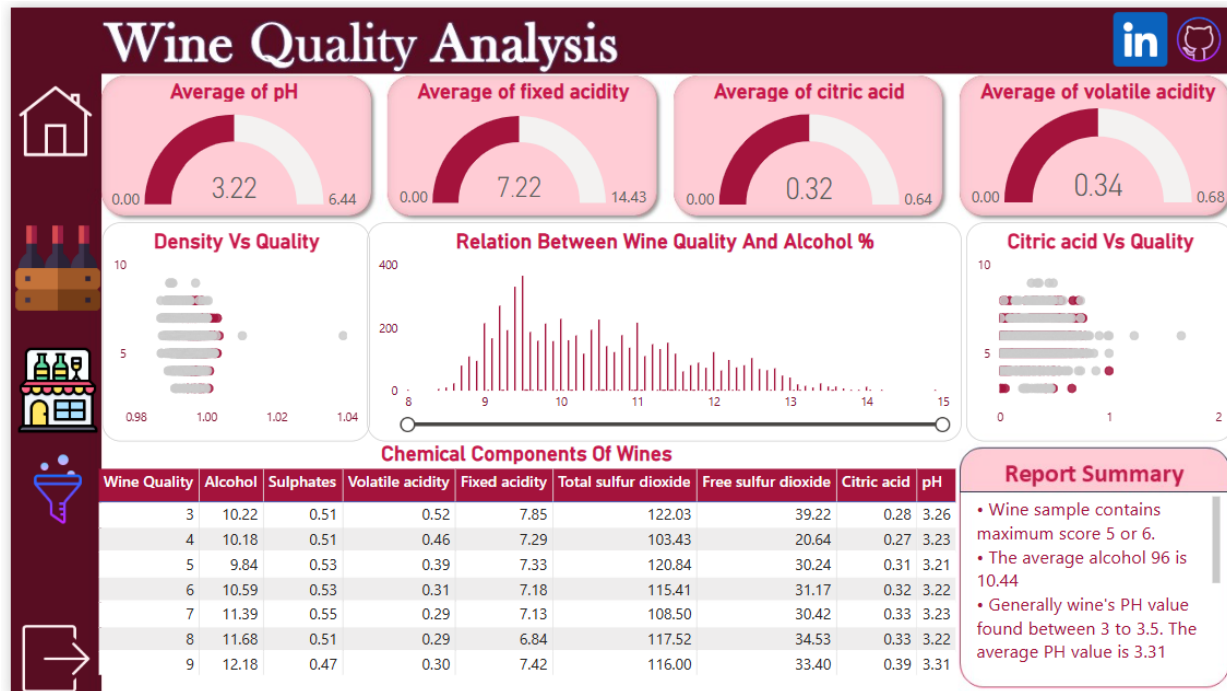 Wine Quality Analysis
in
Average of pH
3.22
0.00
6.44
Average of fixed acidity
7.22
0.00
14.43
Average of citric acid
0.32
0.00
0.64
Average of volatile acidity
0.34
0.00
0.68
Density Vs Quality
10
5
0.98 1.00 1.02 1.04
Relation Between Wine Quality And Alcohol %
400
200
0
8 9 10 11 12 13 14 15
Citric acid Vs Quality
10
5
0 1 2
Chemical Components Of Wines
Wine Quality Alcohol Sulphates Volatile acidity Fixed acidity Total sulfur dioxide Free sulfur dioxide Citric acid pH
3 10.22 0.51 0.52 7.85 122.03 39.22 0.28 3.26
4 10.18 0.51 0.46 7.29 103.43 20.64 0.27 3.23
5 9.84 0.53 0.39 7.33 120.84 30.24 0.31 3.21
6 10.59 0.53 0.31 7.18 115.41 31.17 0.32 3.22
7 11.39 0.55 0.29 7.13 108.50 30.42 0.33 3.23
8 11.68 0.51 0.29 6.84 117.52 34.53 0.33 3.22
9 12.18 0.47 0.30 7.42 116.00 33.40 0.39 3.31
Report Summary
• Wine sample contains
maximum score 5 or 6.
• The average alcohol 96 is
10.44
• Generally wine's PH value
found between 3 to 3.5. The
average PH value is 3.31